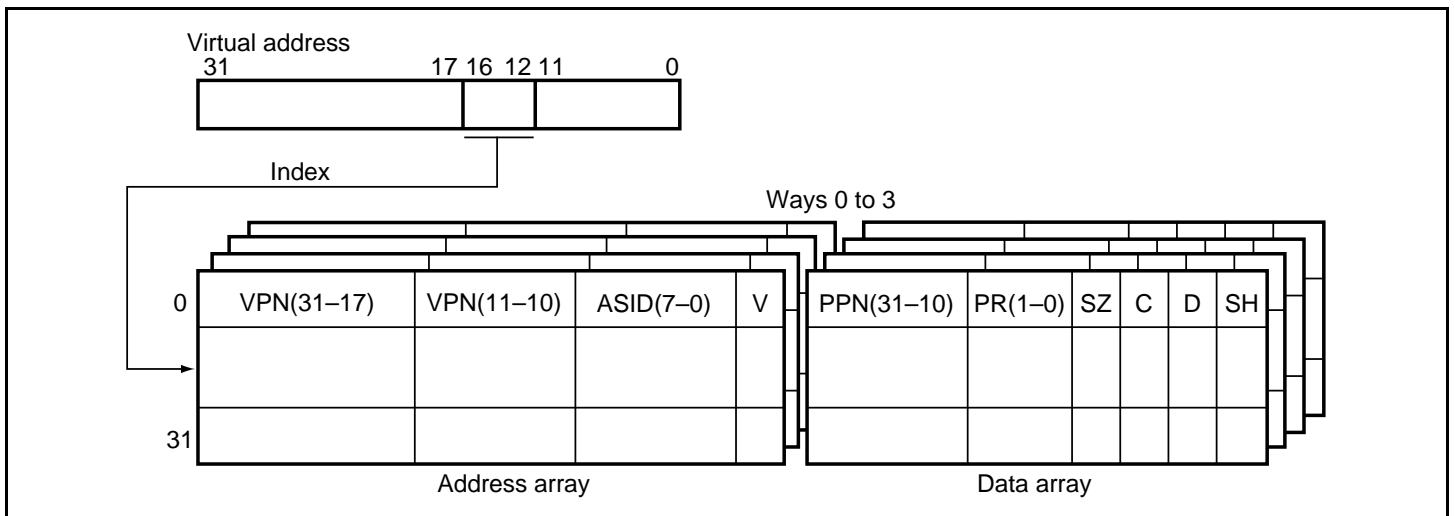 Virtual address
31 17 16 12 11 0
Index
Ways 0 to 3
0 VPN(31–17) VPN(11–10) ASID(7–0) V PPN(31–10) PR(1–0) SZ C D SH
31
Address array Data array